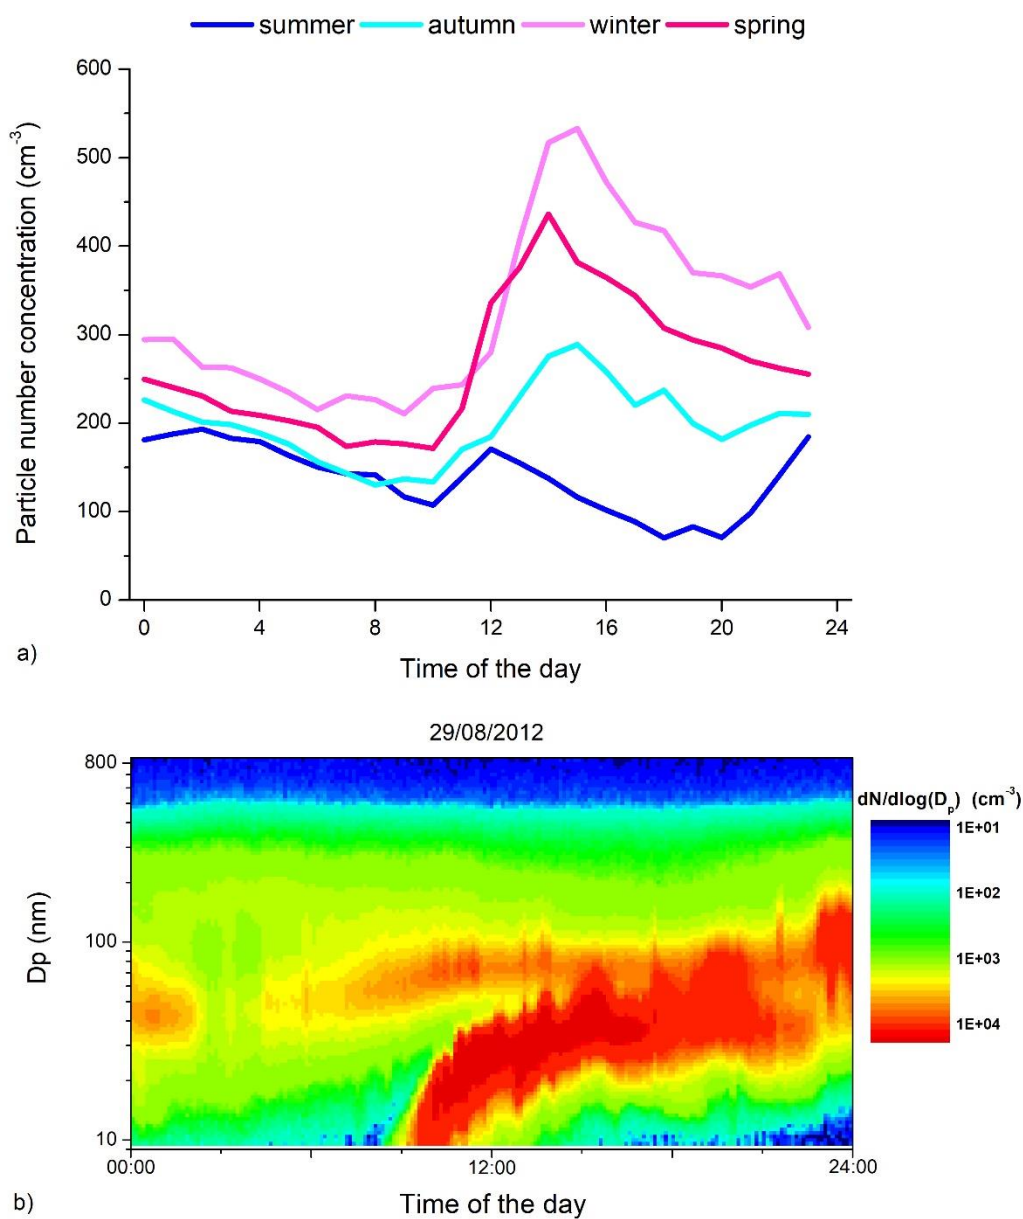 summer autumn winter spring
600
500
400
300
200
100
0
Particle number concentration (cm⁻³)
0 4 8 12 16 20 24
a)
Time of the day
29/08/2012
800
100
10
Dp (nm)
dN/dlog(Dₚ) (cm⁻³)
1E+01
1E+02
1E+03
1E+04
00:00 12:00 24:00
b)
Time of the day